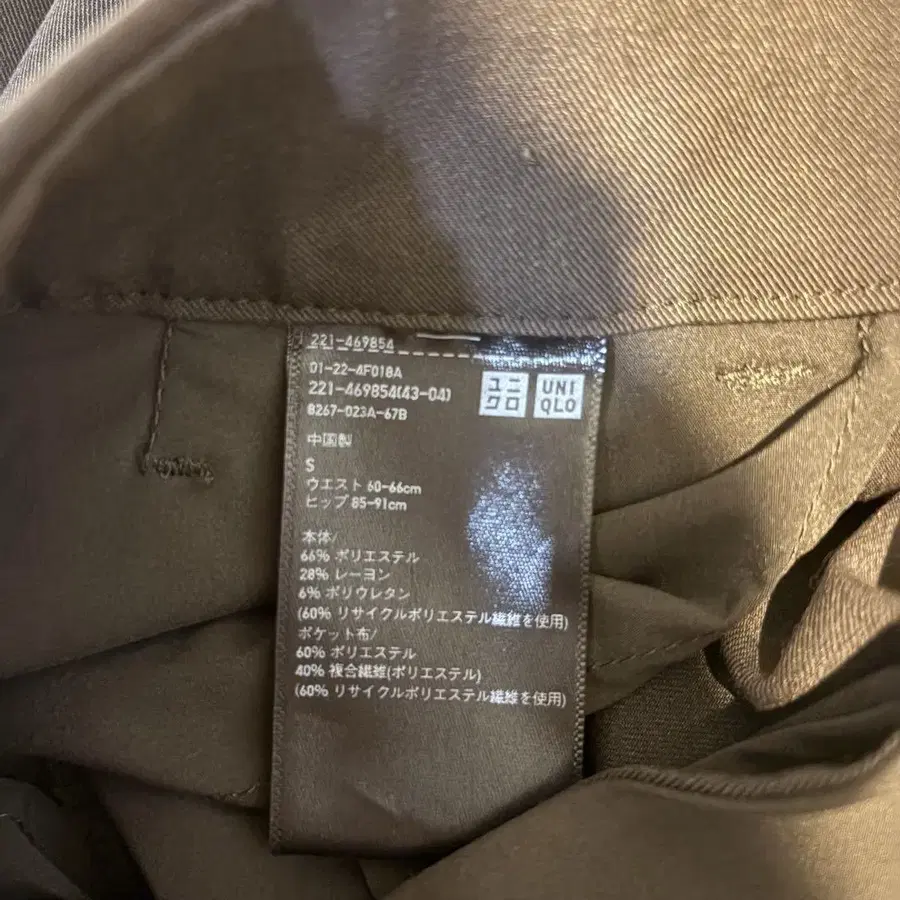 221-469854
01-22-4F018A
221-469854(43-04)
8267-023A-67B
ユニクロ
UNIQLO
中国製
S
ウエスト 60-66cm
ヒップ 85-91cm
本体/
66% ポリエステル
28% レーヨン
6% ポリウレタン
(60% リサイクルポリエステル繊維を使用)
ポケット布/
60% ポリエステル
40% 複合繊維(ポリエステル)
(60% リサイクルポリエステル繊維を使用)